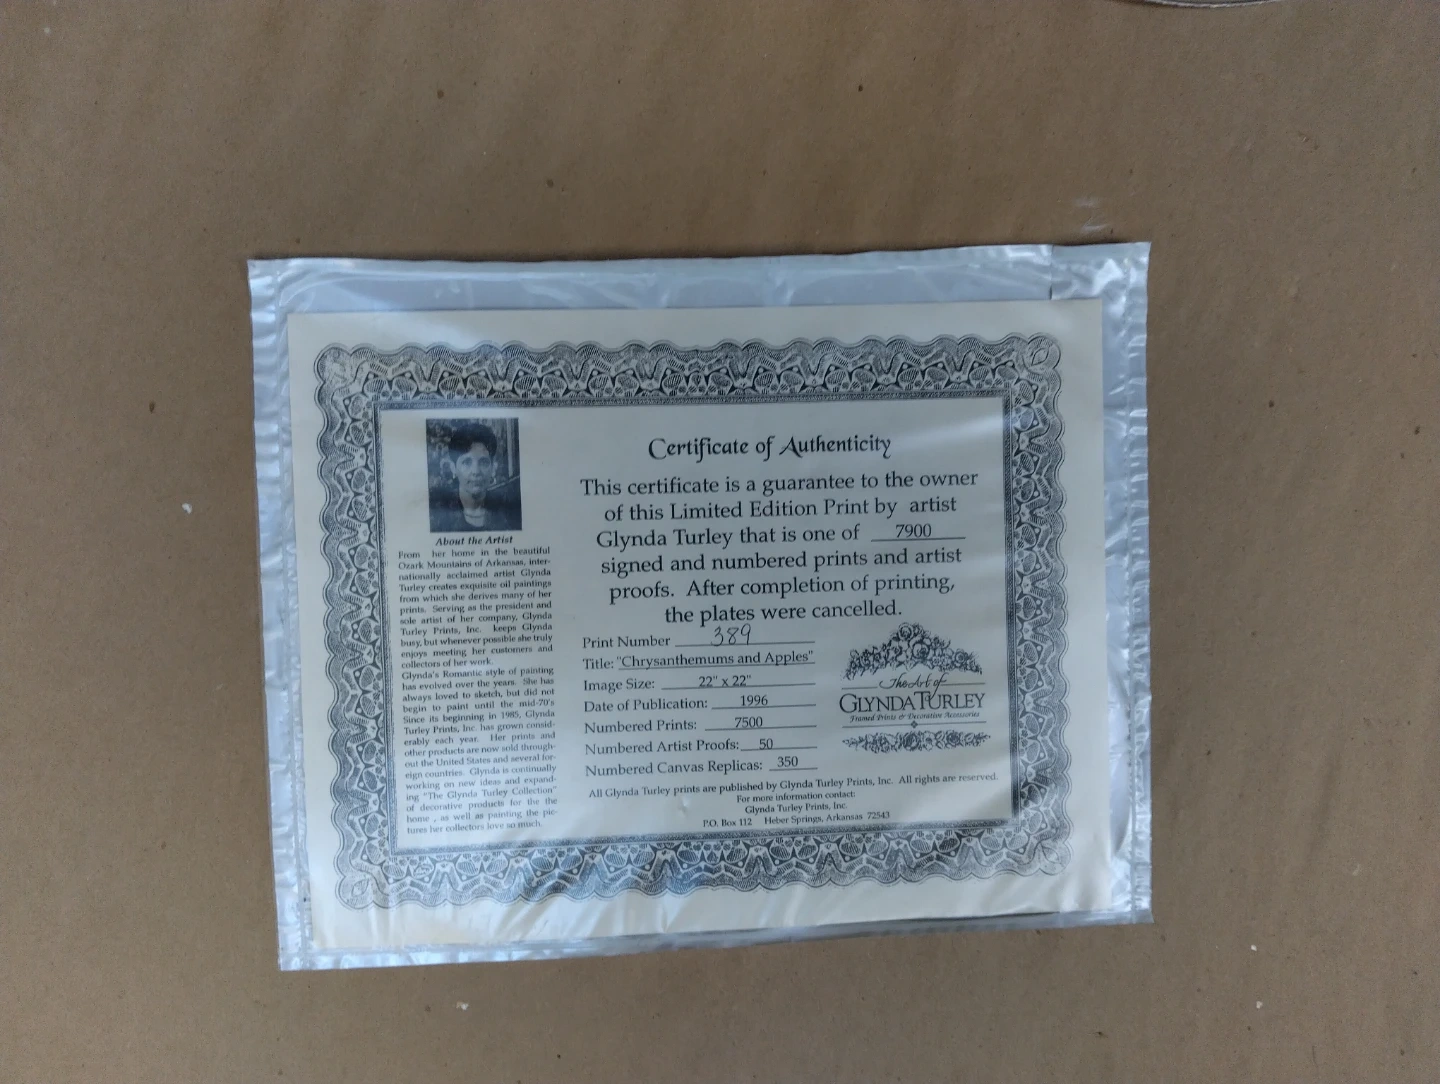 About the Artist
From her home in the beautiful
Ozark Mountains of Arkansas, inter-
nationally acclaimed artist Glynda
Turley creates exquisite oil paintings
from which she derives many of her
prints. Serving as the president and
sole artist of her company, Glynda
Turley Prints, Inc. keeps Glynda
busy, but whenever possible she truly
enjoys meeting her customers and
collectors of her work.
Glynda's Romantic style of painting
has evolved over the years. She has
always loved to sketch, but did not
begin to paint until the mid-70's
Since its beginning in 1985, Glynda
Turley Prints, Inc. has grown consid-
erably each year. Her prints and
other products are now sold through-
out the United States and several for-
eign countries. Glynda is continually
working on new ideas and expand-
ing "The Glynda Turley Collection"
of decorative products for the the
home , as well as painting the pic-
tures her collectors love so much.
Certificate of Authenticity
This certificate is a guarantee to the owner
of this Limited Edition Print by artist
Glynda Turley that is one of 7900
signed and numbered prints and artist
proofs. After completion of printing,
the plates were cancelled.
Print Number 389
Title: "Chrysanthemums and Apples"
Image Size: 22" x 22"
Date of Publication: 1996
Numbered Prints: 7500
Numbered Artist Proofs: 50
Numbered Canvas Replicas: 350
The Art of
GLYNDA TURLEY
Framed Prints & Decorative Accessories
All Glynda Turley prints are published by Glynda Turley Prints, Inc. All rights are reserved.
For more information contact:
Glynda Turley Prints, Inc.
P.O. Box 112 Heber Springs, Arkansas 72543